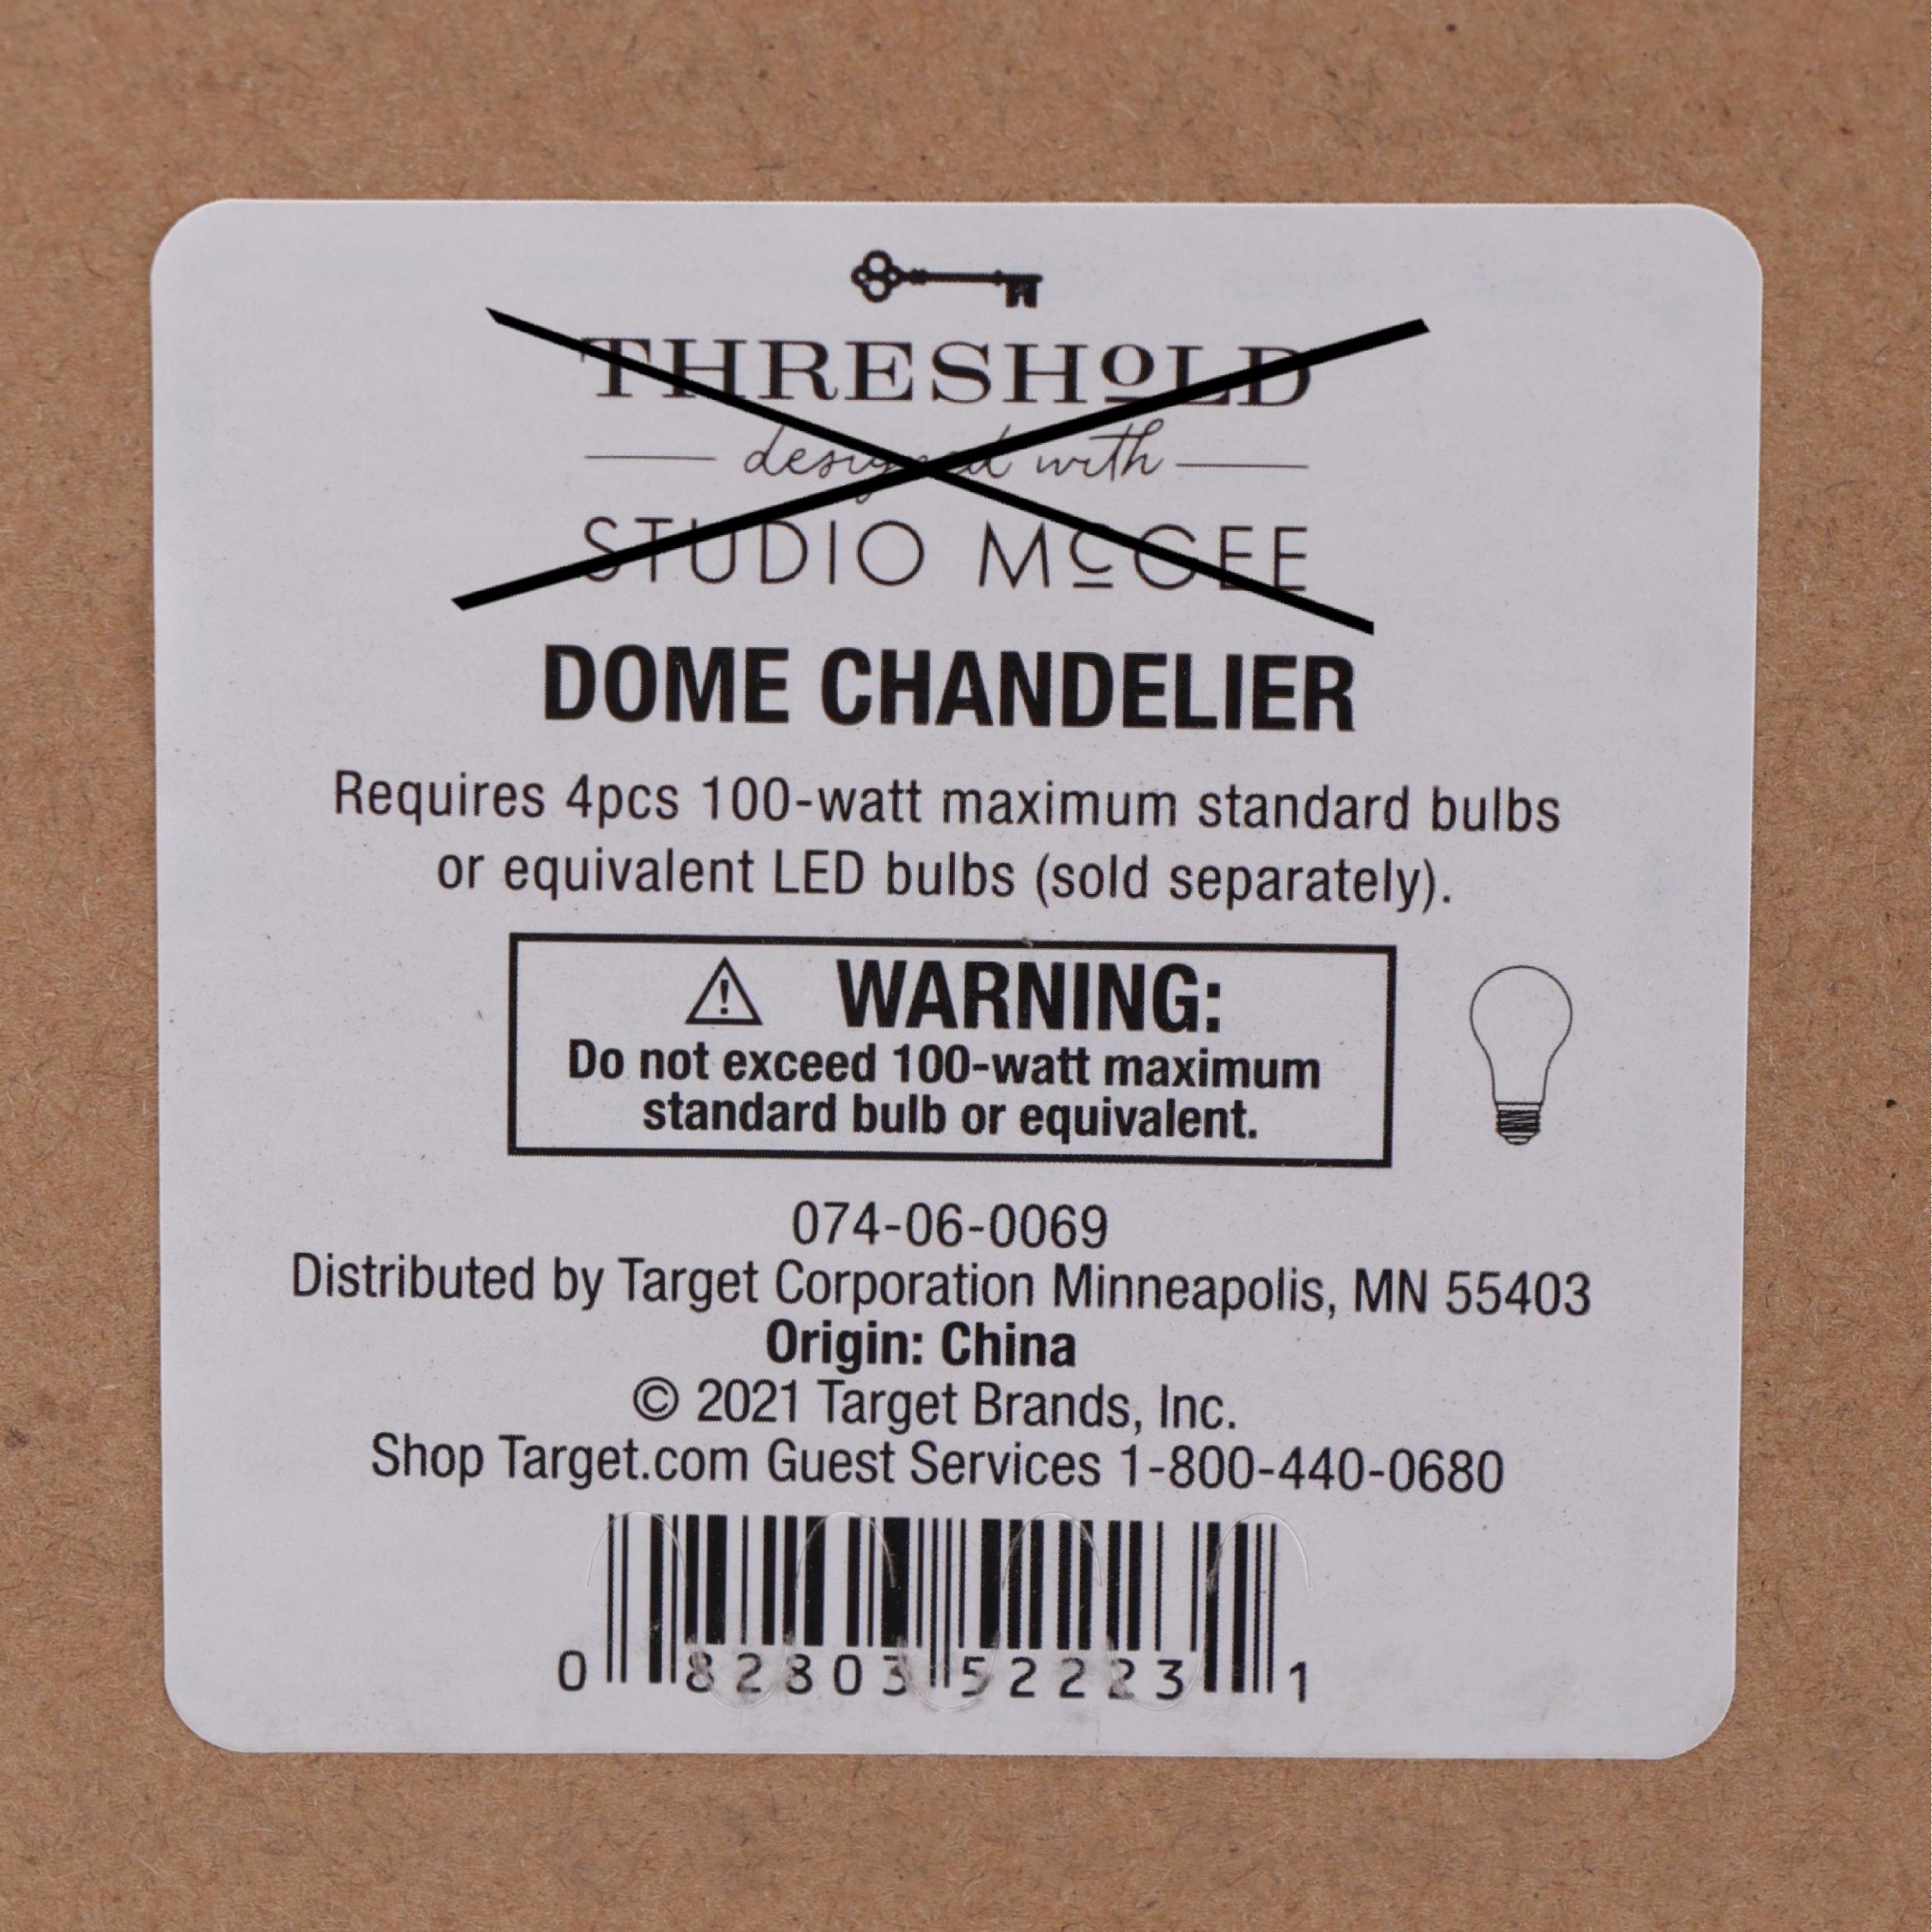 THRESHOLD
designed with
STUDIO McGEE
DOME CHANDELIER
Requires 4pcs 100-watt maximum standard bulbs
or equivalent LED bulbs (sold separately).
⚠ WARNING:
Do not exceed 100-watt maximum
standard bulb or equivalent.
074-06-0069
Distributed by Target Corporation Minneapolis, MN 55403
Origin: China
© 2021 Target Brands, Inc.
Shop Target.com Guest Services 1-800-440-0680
0 82803 52223 1